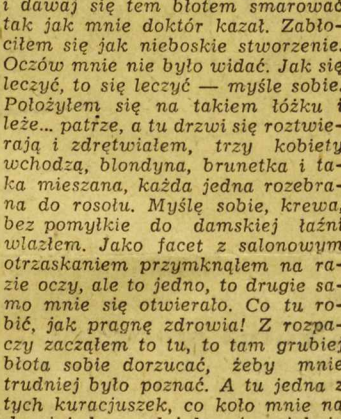 i dawaj się tem błotem smarować
tak jak mnie doktór kazał. Zabło-
ciłem się jak nieboskie stworzenie.
Oczów mnie nie było widać. Jak się
leczyć, to się leczyć — myśle sobie.
Położyłem się na takiem łóżku i
leże... patrze, a tu drzwi się roztwie-
rają i zdrętwiałem, trzy kobiety
wchodzą, blondyna, brunetka i ta-
ka mieszana, każda jedna rozebra-
na do rosołu. Myślę sobie, krewa,
bez pomyłkie do damskiej łaźni
wlazłem. Jako facet z salonowym
otrzaskaniem przymknąłem na ra-
zie oczy, ale to jedno, to drugie sa-
mo mnie się otwierało. Co tu ro-
bić, jak pragnę zdrowia! Z rozpa-
czy zacząłem to tu, to tam grubiej
błota sobie dorzucać, żeby mnie
trudniej było poznać. A tu jedna z
tych kuracjuszek, co koło mnie na